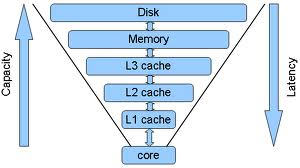 Disk
Memory
L3 cache
L2 cache
L1 cache
core
Capacity
Latency